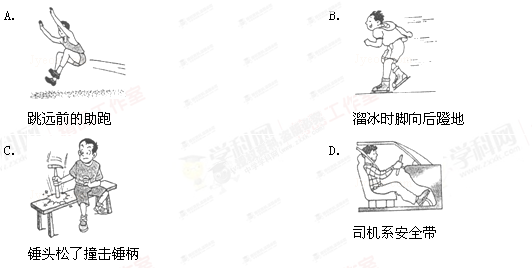 A.
B.
跳远前的助跑
溜冰时脚向后蹬地
C.
D.
锤头松了撞击锤柄
司机系安全带